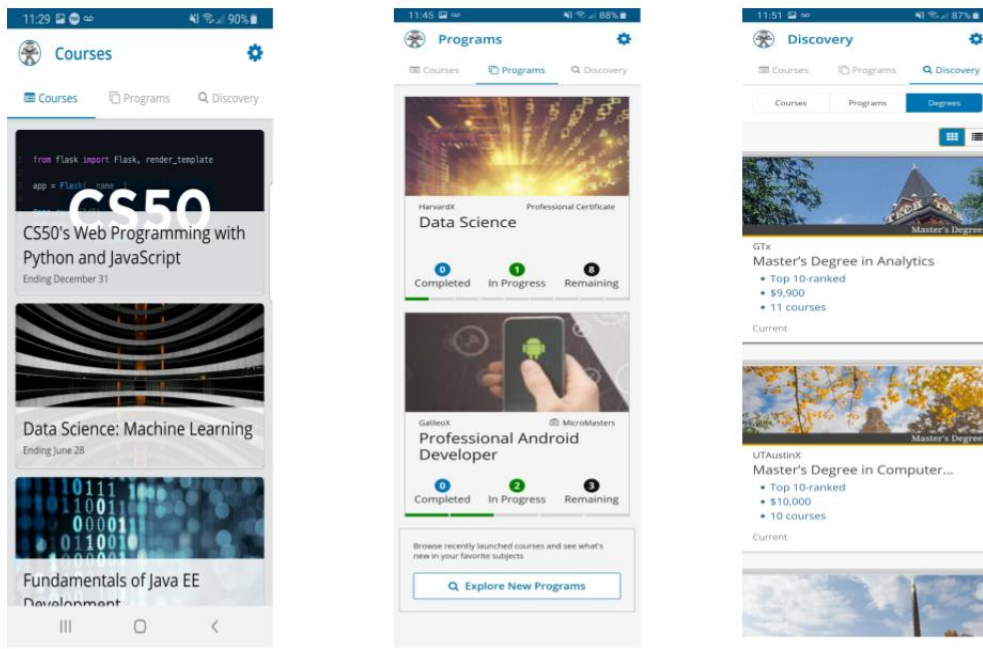 11:29
90%
Courses
Courses
Programs
Discovery
from flask import Flask, render_template
app = Flask(__name__)
CS50
CS50's Web Programming with
Python and JavaScript
Ending December 31
Data Science: Machine Learning
Ending June 28
Fundamentals of Java EE
Development
11:45
88%
Programs
Courses
Programs
Discovery
HarvardX
Professional Certificate
Data Science
0
1
8
Completed
In Progress
Remaining
GalileoX
MicroMasters
Professional Android
Developer
0
2
3
Completed
In Progress
Remaining
Browse recently launched courses and see what's
new in your favorite subjects
Explore New Programs
11:51
87%
Discovery
Courses
Programs
Discovery
Courses
Programs
Degrees
Master's Degree
GTx
Master's Degree in Analytics
• Top 10-ranked
• $9,900
• 11 courses
Current
Master's Degree
UTAustinX
Master's Degree in Computer...
• Top 10-ranked
• $10,000
• 10 courses
Current